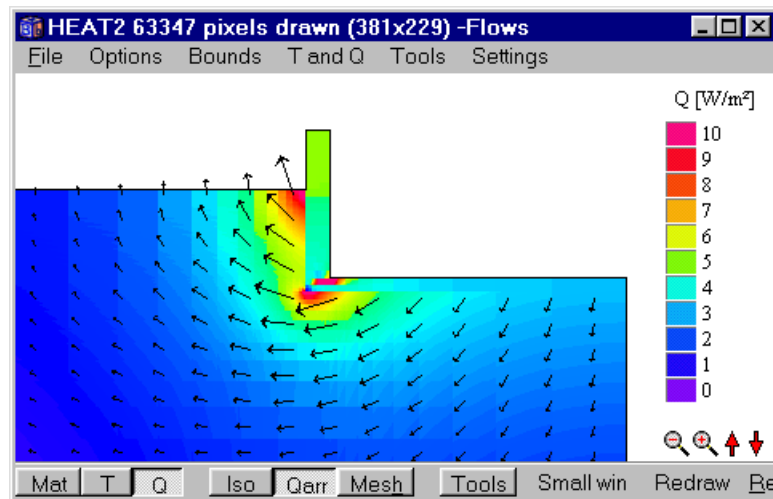 HEAT2 63347 pixels drawn (381x229) -Flows
File Options Bounds T and Q Tools Settings
Q [W/m²]
10
9
8
7
6
5
4
3
2
1
0
Mat T Q Iso Qarr Mesh Tools Small win Redraw Re